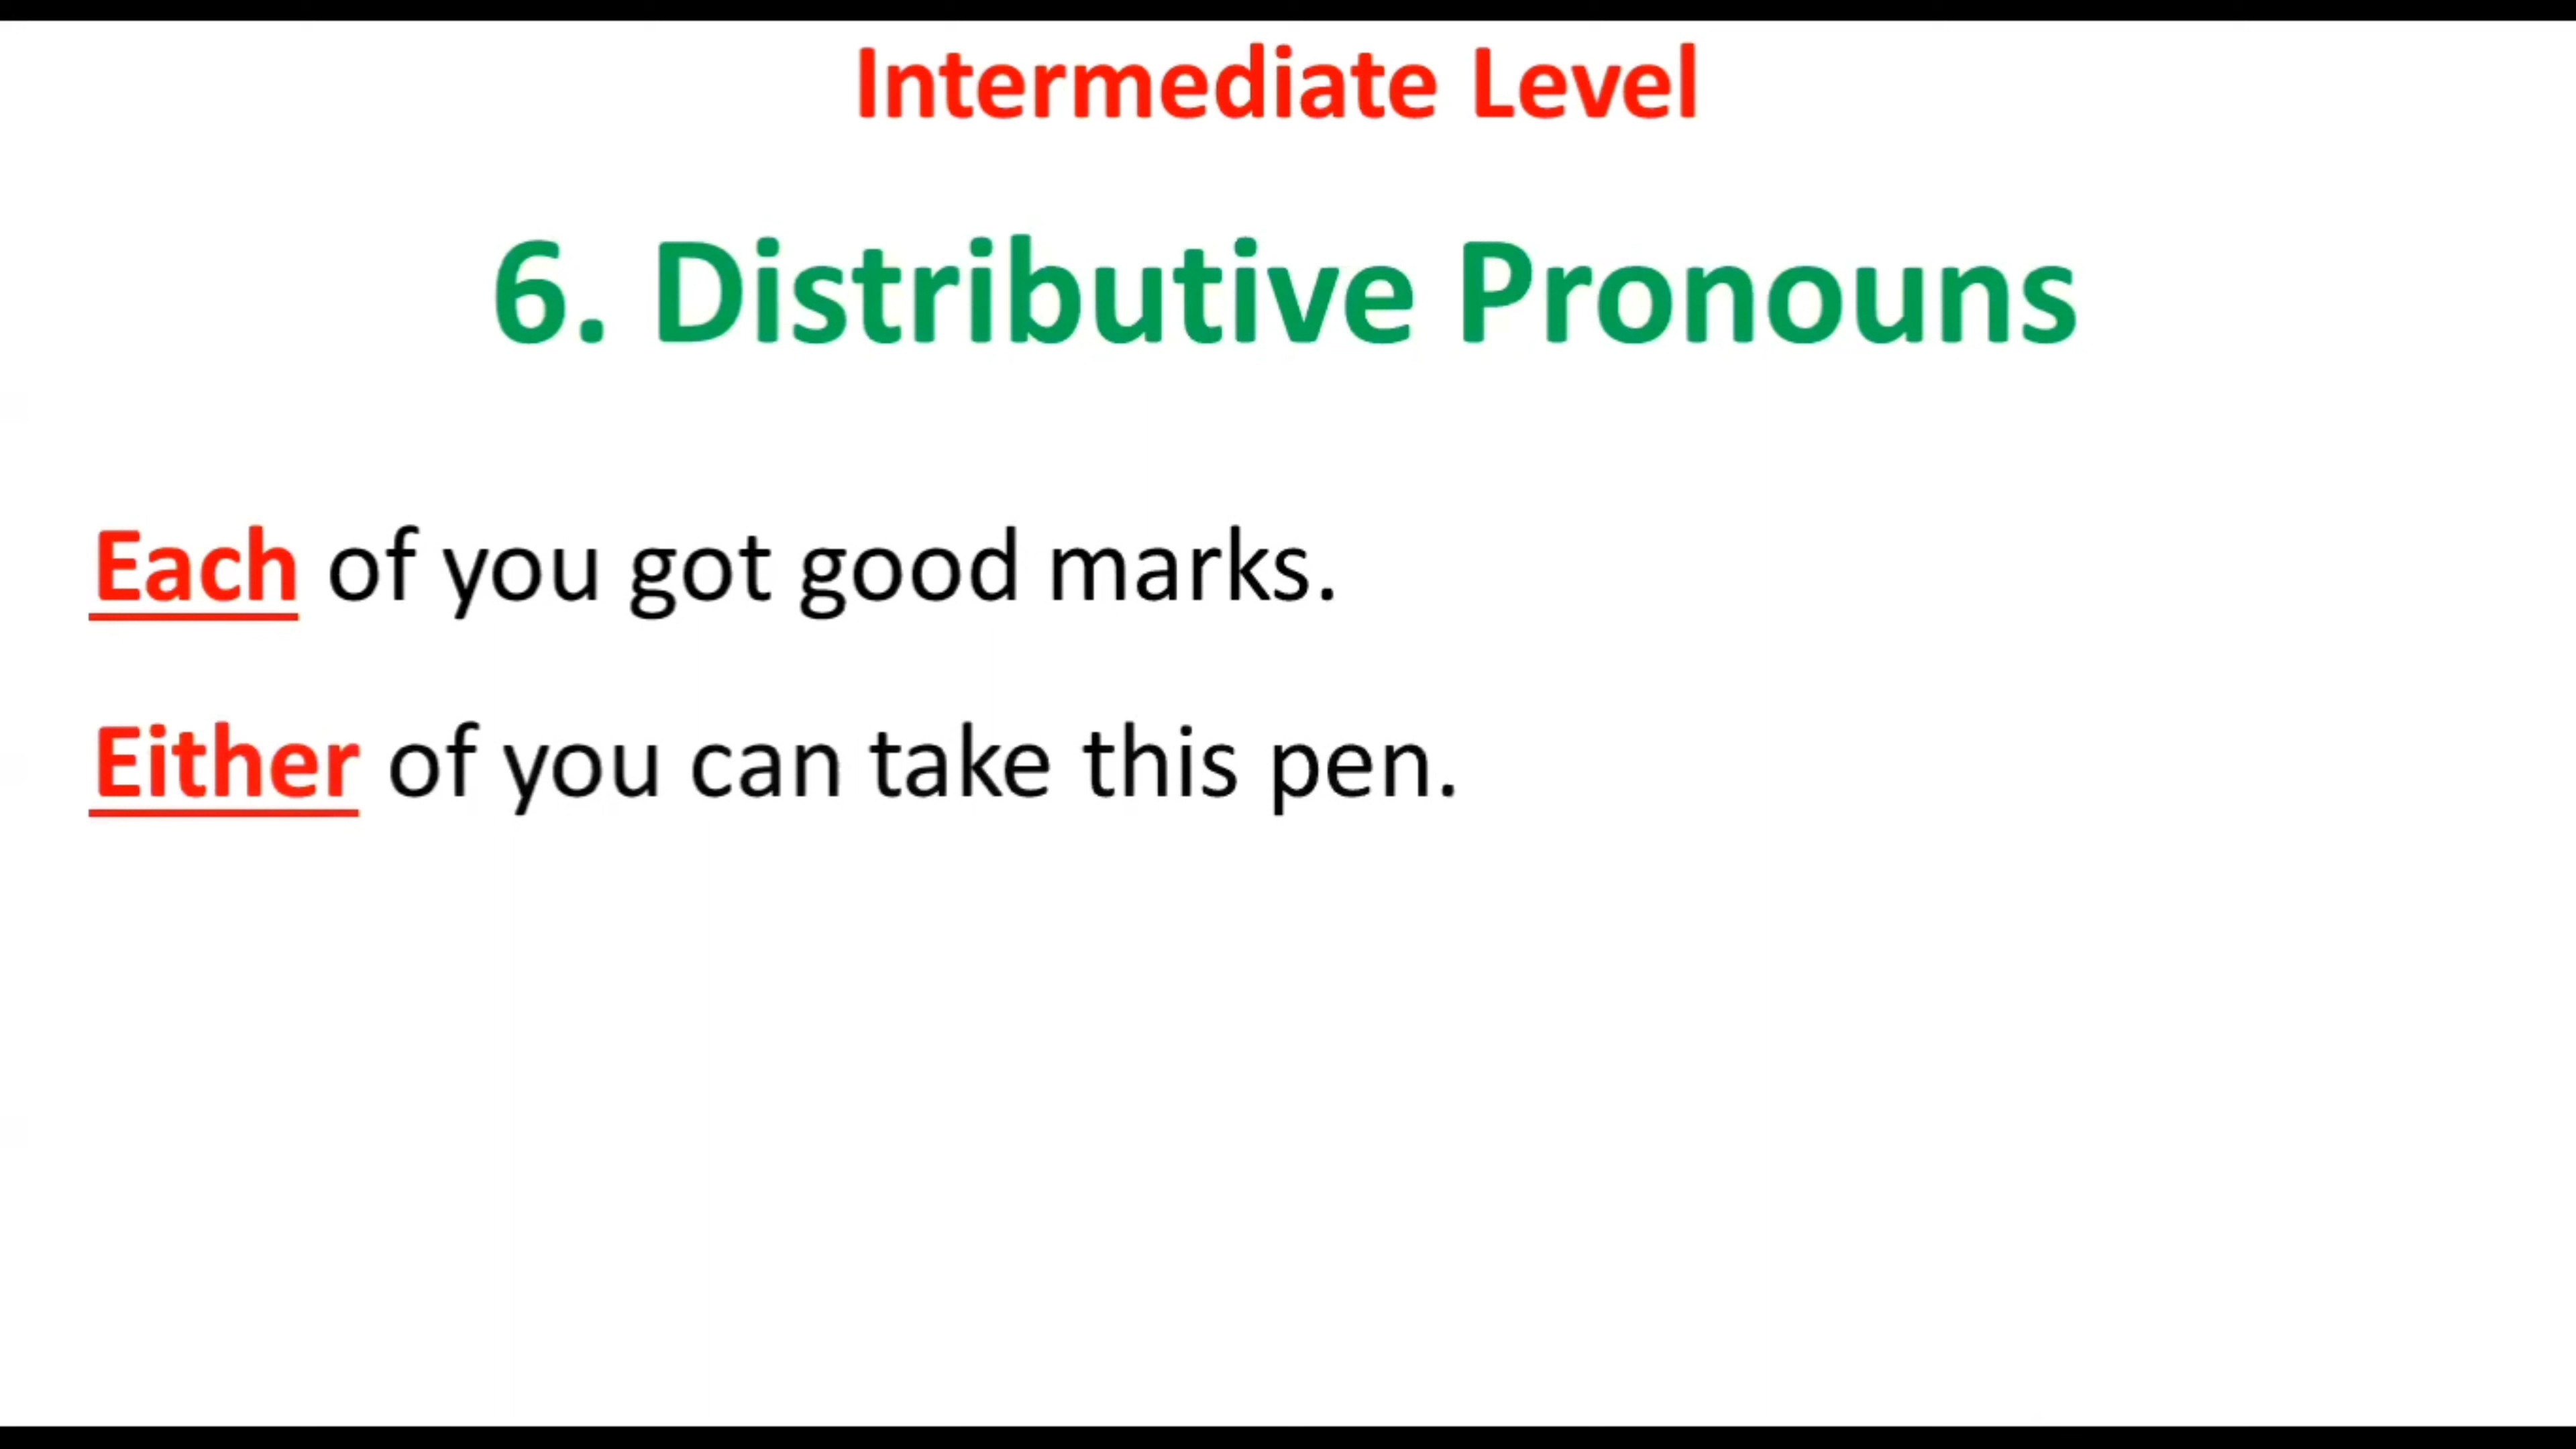 Intermediate Level
6. Distributive Pronouns
Each of you got good marks.
Either of you can take this pen.